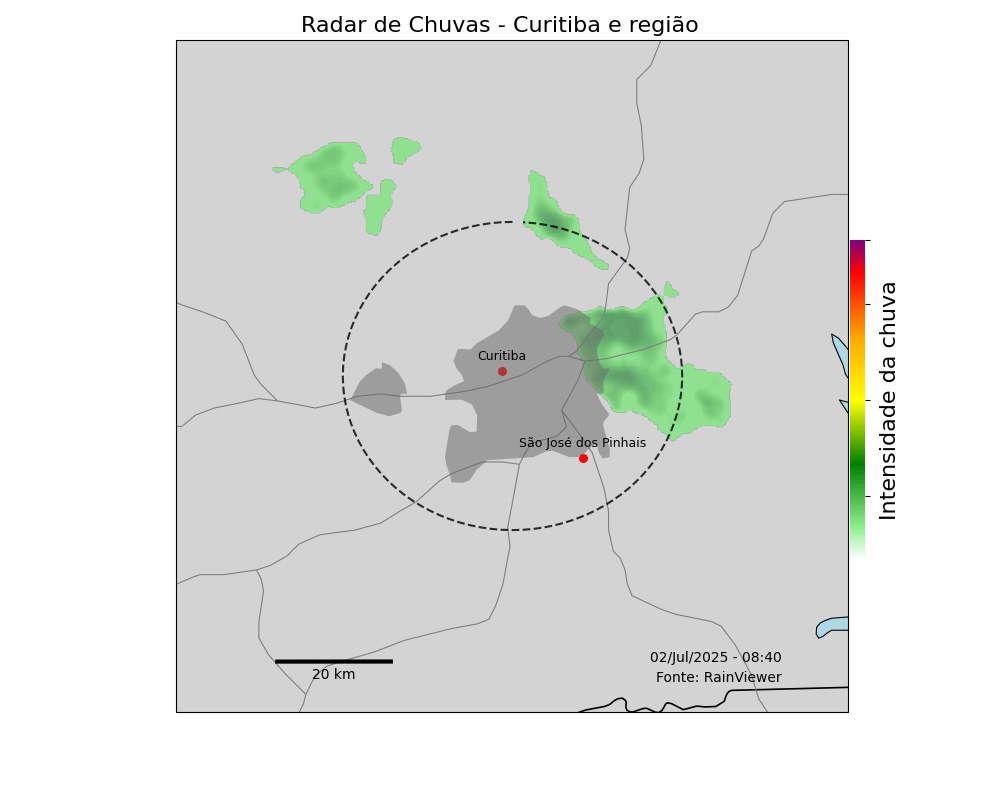 Radar de Chuvas - Curitiba e região
Curitiba
São José dos Pinhais
Intensidade da chuva
20 km
02/Jul/2025 - 08:40
Fonte: RainViewer